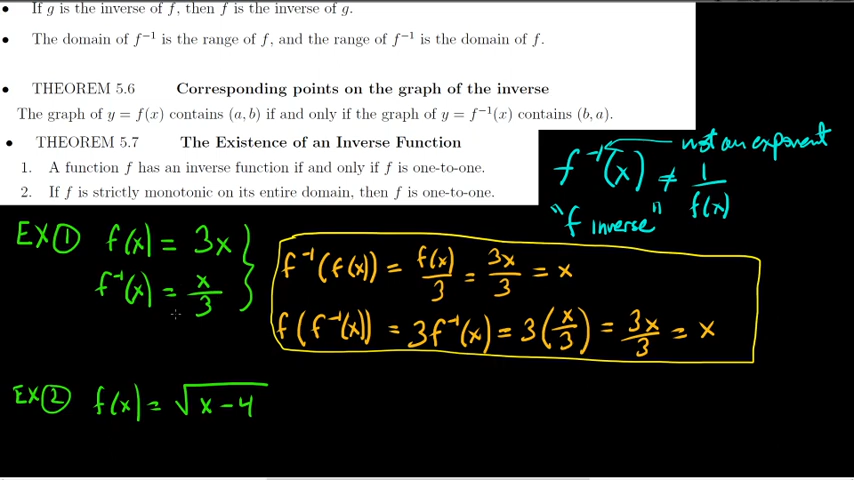 • If g is the inverse of f, then f is the inverse of g.
• The domain of f⁻¹ is the range of f, and the range of f⁻¹ is the domain of f.
• THEOREM 5.6 Corresponding points on the graph of the inverse
The graph of y = f(x) contains (a, b) if and only if the graph of y = f⁻¹(x) contains (b, a).
• THEOREM 5.7 The Existence of an Inverse Function
1. A function f has an inverse function if and only if f is one-to-one.
2. If f is strictly monotonic on its entire domain, then f is one-to-one.
not an exponent
f⁻¹(x) ≠ 1/f(x)
"f inverse"
EX① f(x) = 3x
f⁻¹(x) = x/3
f⁻¹(f(x)) = f(x)/3 = 3x/3 = x
f(f⁻¹(x)) = 3f⁻¹(x) = 3(x/3) = 3x/3 = x
EX② f(x) = √(x-4)